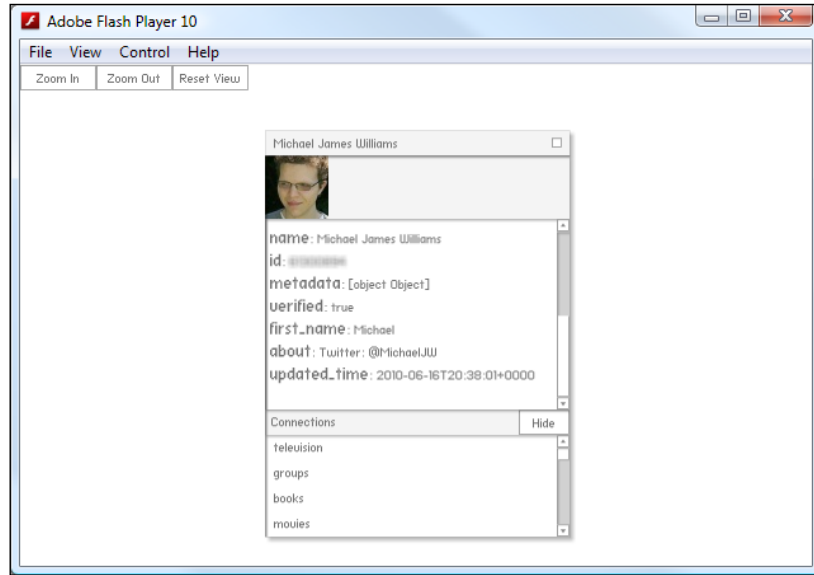 Adobe Flash Player 10
File View Control Help
Zoom In Zoom Out Reset View
Michael James Williams
name: Michael James Williams
id:
metadata: [object Object]
verified: true
first_name: Michael
about: Twitter: @MichaelJW
updated_time: 2010-06-16T20:38:01+0000
Connections Hide
television
groups
books
movies